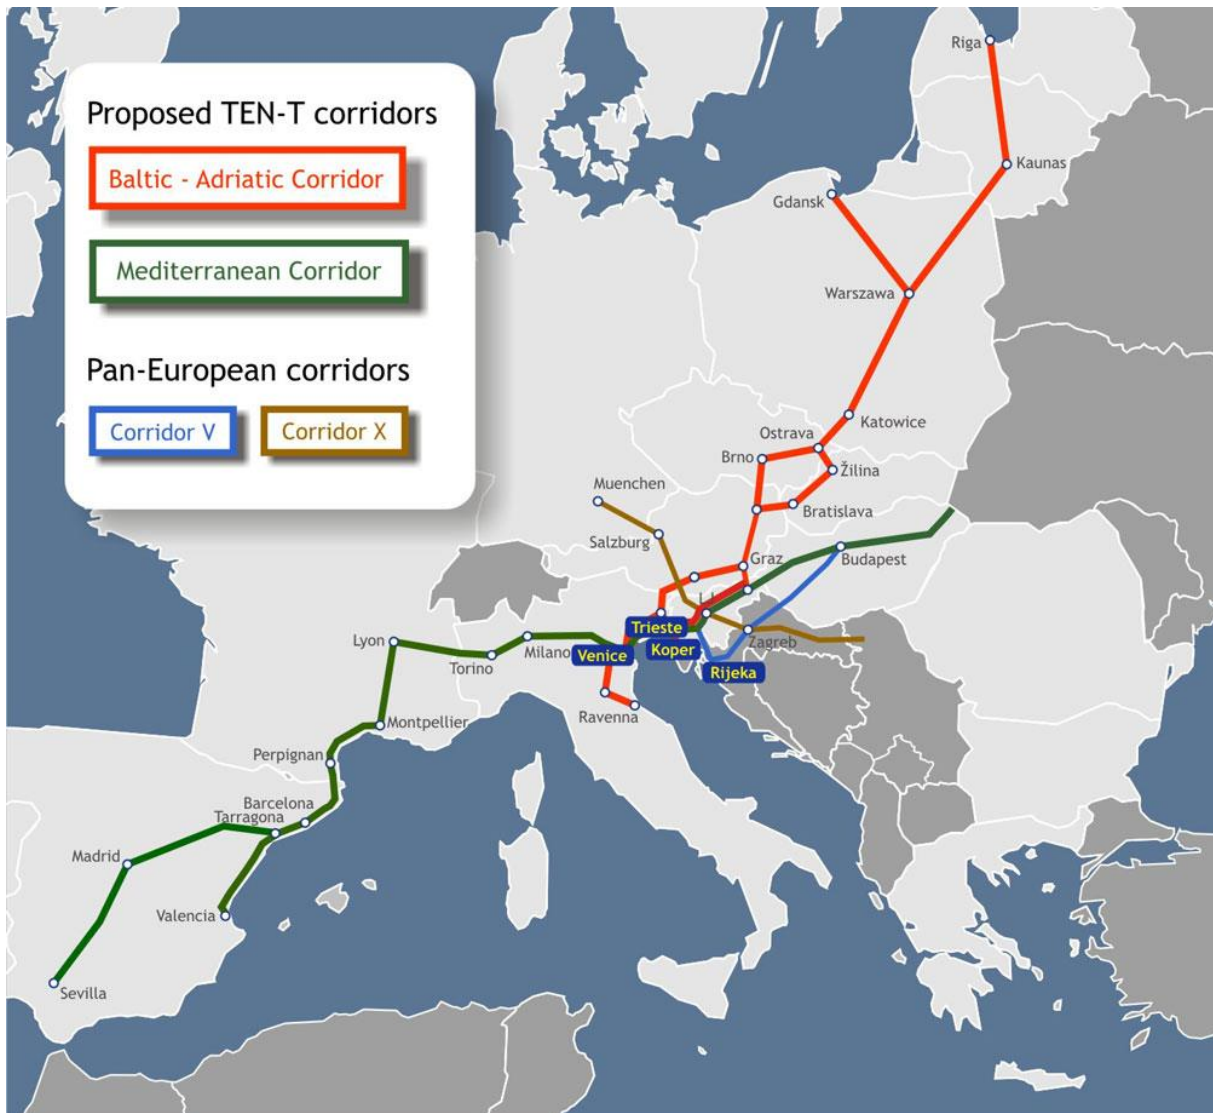 Proposed TEN-T corridors
Baltic - Adriatic Corridor
Mediterranean Corridor
Pan-European corridors
Corridor V
Corridor X
Riga
Kaunas
Gdansk
Warszawa
Katowice
Ostrava
Brno
Žilina
Muenchen
Bratislava
Salzburg
Graz
Budapest
Trieste
Zagreb
Lyon
Koper
Milano
Venice
Torino
Rijeka
Ravenna
Montpellier
Perpignan
Barcelona
Tarragona
Madrid
Valencia
Sevilla